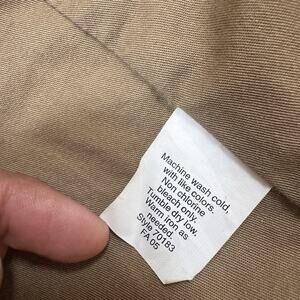 Machine wash cold,
with like colors.
Non chlorine
bleach only.
Tumble dry low.
Warm iron as
needed.
Style 70183
FA 05